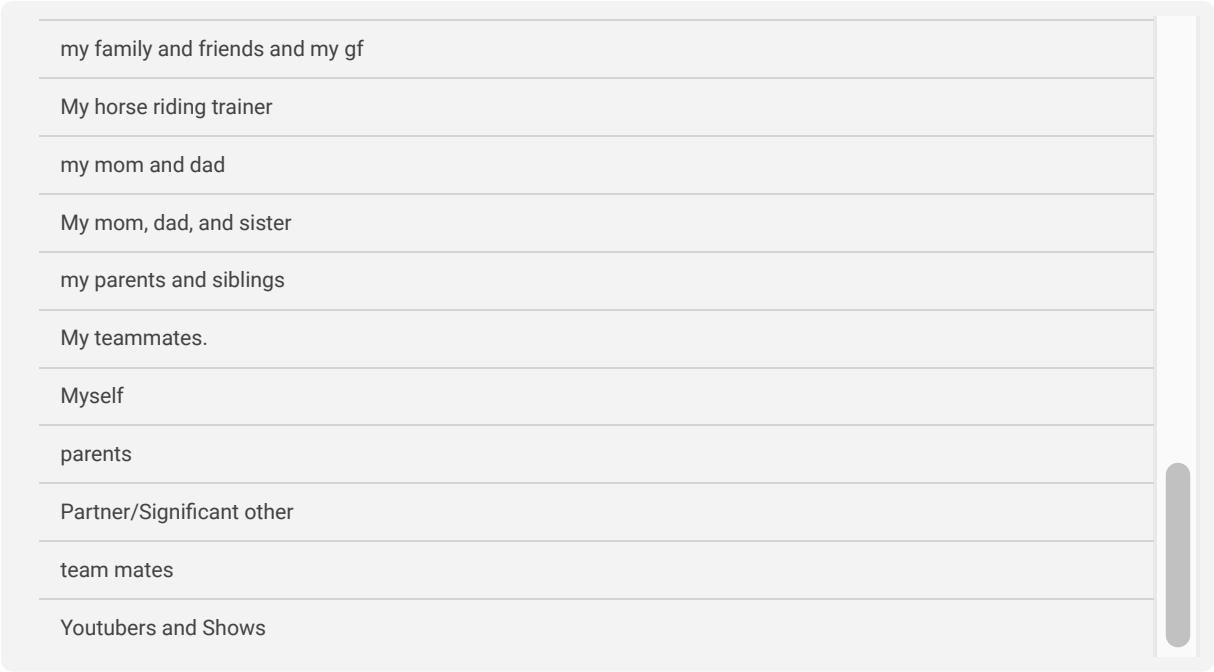 my family and friends and my gf
My horse riding trainer
my mom and dad
My mom, dad, and sister
my parents and siblings
My teammates.
Myself
parents
Partner/Significant other
team mates
Youtubers and Shows